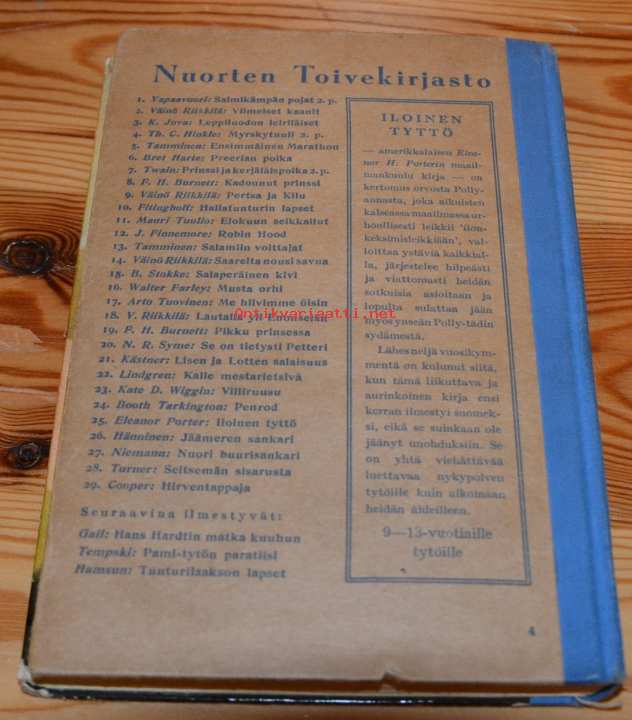 Nuorten Toivekirjasto
1. Vapaavuori: Salmikämpän pojat 2. p.
2. Väinö Riikkilä: Viimeiset kaanit
3. K. Jova: Leppiluodon leiriläiset
4. Th. C. Hinkle: Myrskytuuli 2. p.
5. Tamminen: Ensimmäinen Marathon
6. Bret Harte: Preerian poika
7. Twain: Prinssi ja kerjäläispoika 2. p.
8. F. H. Burnett: Kadonnut prinssi
9. Väinö Riikkilä: Pertsa ja Kilu
10. Fitinghoff: Hallatunturin lapset
11. Mauri Tuulio: Elokuun seikkailut
12. J. Finnemore: Robin Hood
13. Tamminen: Salamiin voittajat
14. Väinö Riikkilä: Saarelta nousi savua
15. B. Stokke: Salaperäinen kivi
16. Walter Farley: Musta orhi
17. Arto Tuovinen: Me hiivimme öisin
18. V. Riikkilä: Lautalla yli Enonselän
19. F. H. Burnett: Pikku prinsessa
20. N. R. Syme: Se on tietysti Petteri
21. Kästner: Lisen ja Lotten salaisuus
22. Lindgren: Kalle mestarietsivä
23. Kate D. Wiggin: Villiruusu
24. Booth Tarkington: Penrod
25. Eleanor Porter: Iloinen tyttö
26. Hänninen: Jäämeren sankari
27. Niemann: Nuori buurisankari
28. Turner: Seitsemän sisarusta
29. Cooper: Hirventappaja
Seuraavina ilmestyvät:
Gail: Hans Hardtin matka kuuhun
Tempski: Pami-tytön paratiisi
Hamsun: Tunturilaakson lapset
ILOINEN
TYTTÖ
— amerikkalaisen Elea-
nor H. Porterin maail-
mankuulu kirja — on
kertomus orvosta Polly-
annasta, joka aikuisten
kalseassa maailmassa ur-
hoollisesti leikkii 'ilon-
keksimisleikkiään', val-
loittaa ystäviä kaikkial-
la, järjestelee hilpeästi
ja viattomasti heidän
sotkuisia asioitaan ja
lopulta sulattaa jään
myös ynseän Polly-tädin
sydämestä.
Lähes neljä vuosikym-
mentä on kulunut siitä,
kun tämä liikuttava ja
aurinkoinen kirja ensi
kerran ilmestyi suomek-
si, eikä se suinkaan ole
jäänyt unohduksiin. Se
on yhtä viehättävää
luettavaa nykypolven
tytöille kuin aikoinaan
heidän äideilleen.
9—13-vuotiaille
tytöille
4
Antikvariaatti.net